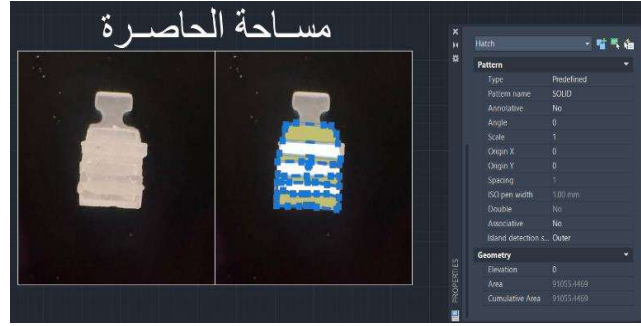 مساحة الحاصرة
Hatch
Pattern
Type Predefined
Pattern name SOLID
Annotative No
Angle 0
Scale 1
Origin X 0
Origin Y 0
Spacing 1
ISO pen width 1.00 mm
Double No
Associative No
Island detection s... Outer
Geometry
Elevation 0
Area 91055.4469
Cumulative Area 91055.4469
PROPERTIES